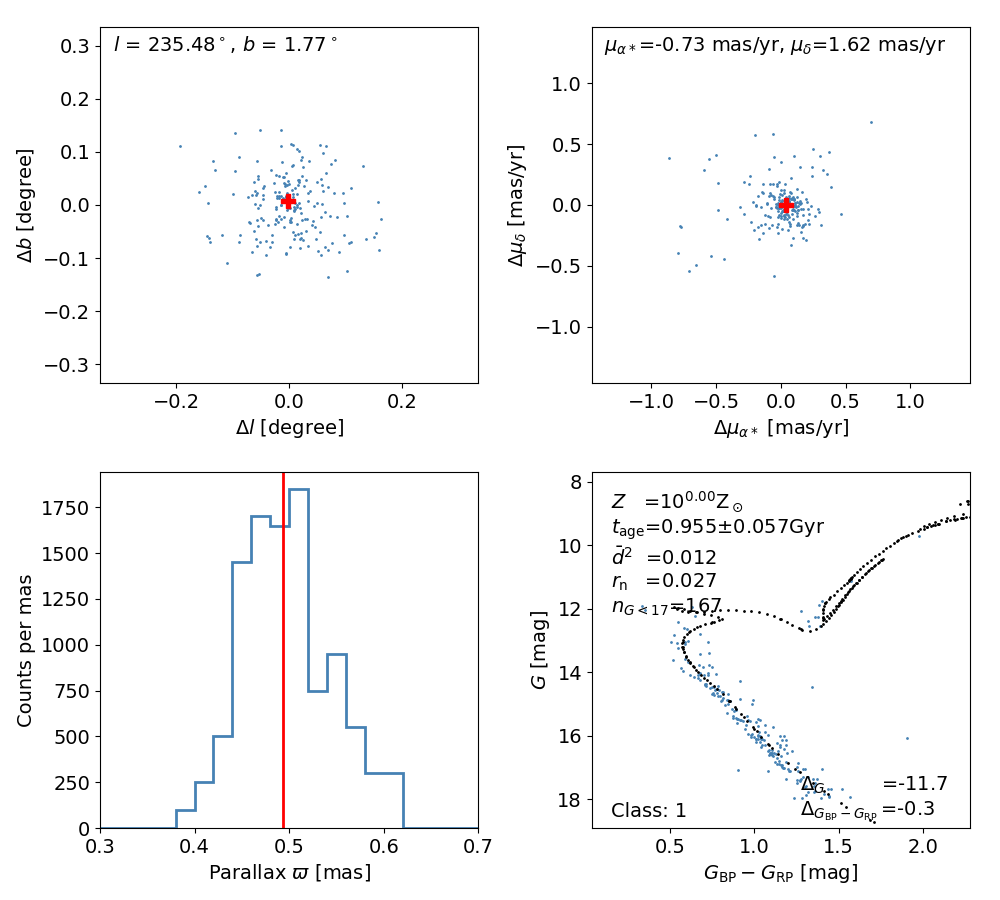 l = 235.48°, b = 1.77°
0.3
0.2
0.1
0.0
−0.1
−0.2
−0.3
Δb [degree]
−0.2 0.0 0.2
Δl [degree]
μα*=-0.73 mas/yr, μδ=1.62 mas/yr
1.0
0.5
0.0
−0.5
−1.0
Δμδ [mas/yr]
−1.0 −0.5 0.0 0.5 1.0
Δμα* [mas/yr]
1750
1500
1250
1000
750
500
250
0
Counts per mas
0.3 0.4 0.5 0.6 0.7
Parallax ϖ [mas]
Z =10^0.00 Z⊙
t_age=0.955±0.057Gyr
d̄² =0.012
r_n =0.027
n_G<17=167
8
10
12
14
16
18
G [mag]
Δ_G =-11.7
Δ_GBP−GRP=-0.3
Class: 1
0.5 1.0 1.5 2.0
G_BP − G_RP [mag]